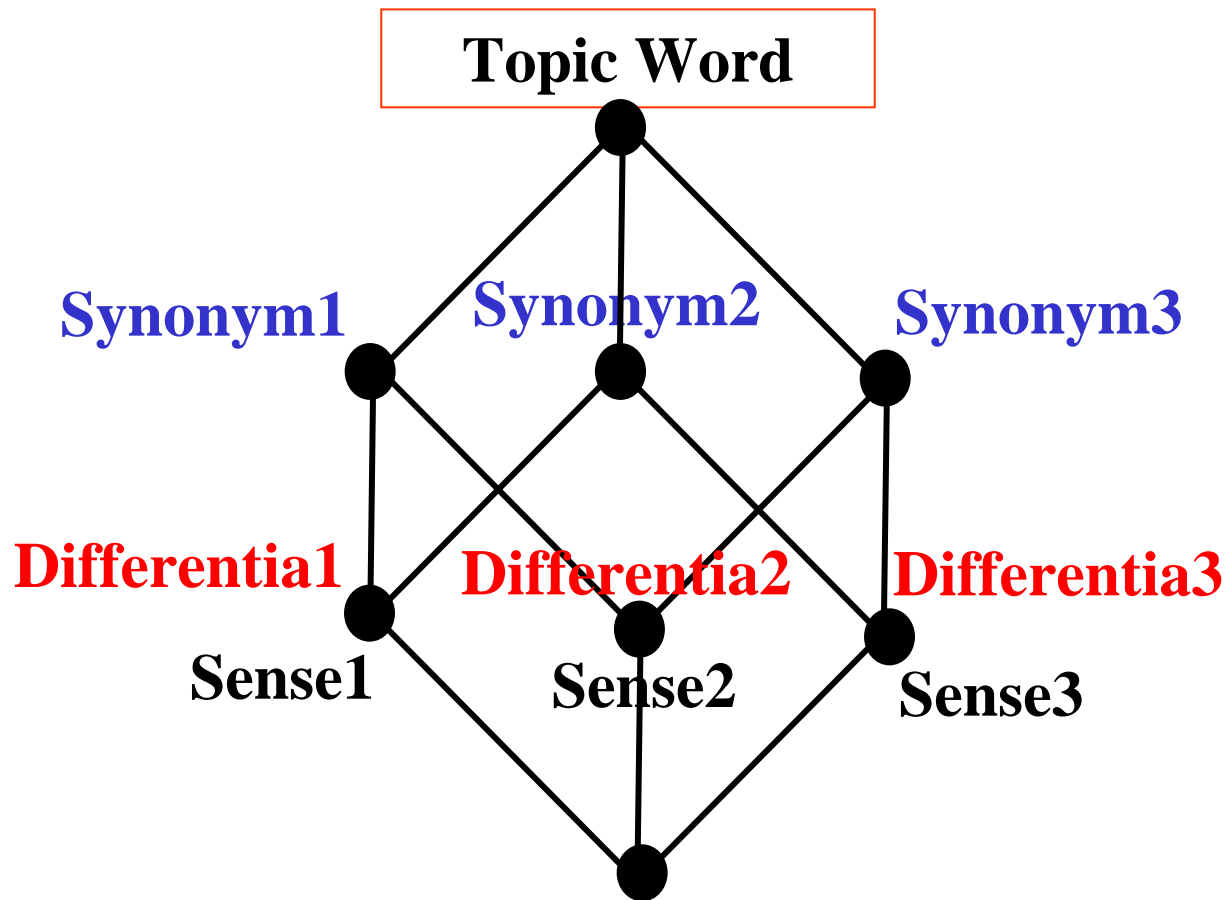 Topic Word
Synonym1
Synonym2
Synonym3
Differentia1
Differentia2
Differentia3
Sense1
Sense2
Sense3